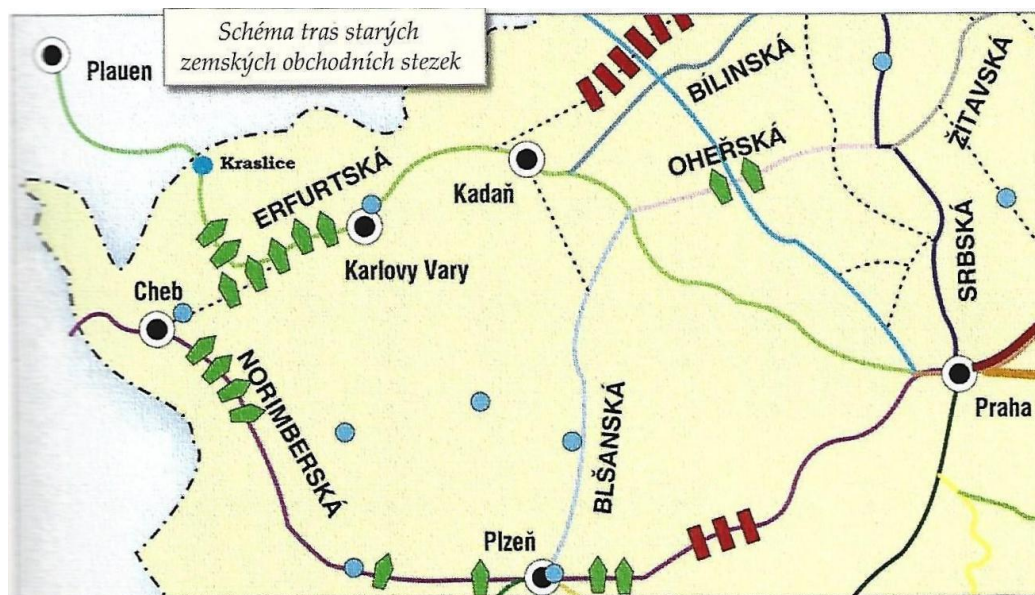 Schéma tras starých
zemských obchodních stezek
Plauen
Kraslice
ERFURTSKÁ
Kadaň
Karlovy Vary
Cheb
BÍLINSKÁ
OHEŘSKÁ
ŽITAVSKÁ
SRBSKÁ
NORIMBERSKÁ
BLŠANSKÁ
Praha
Plzeň